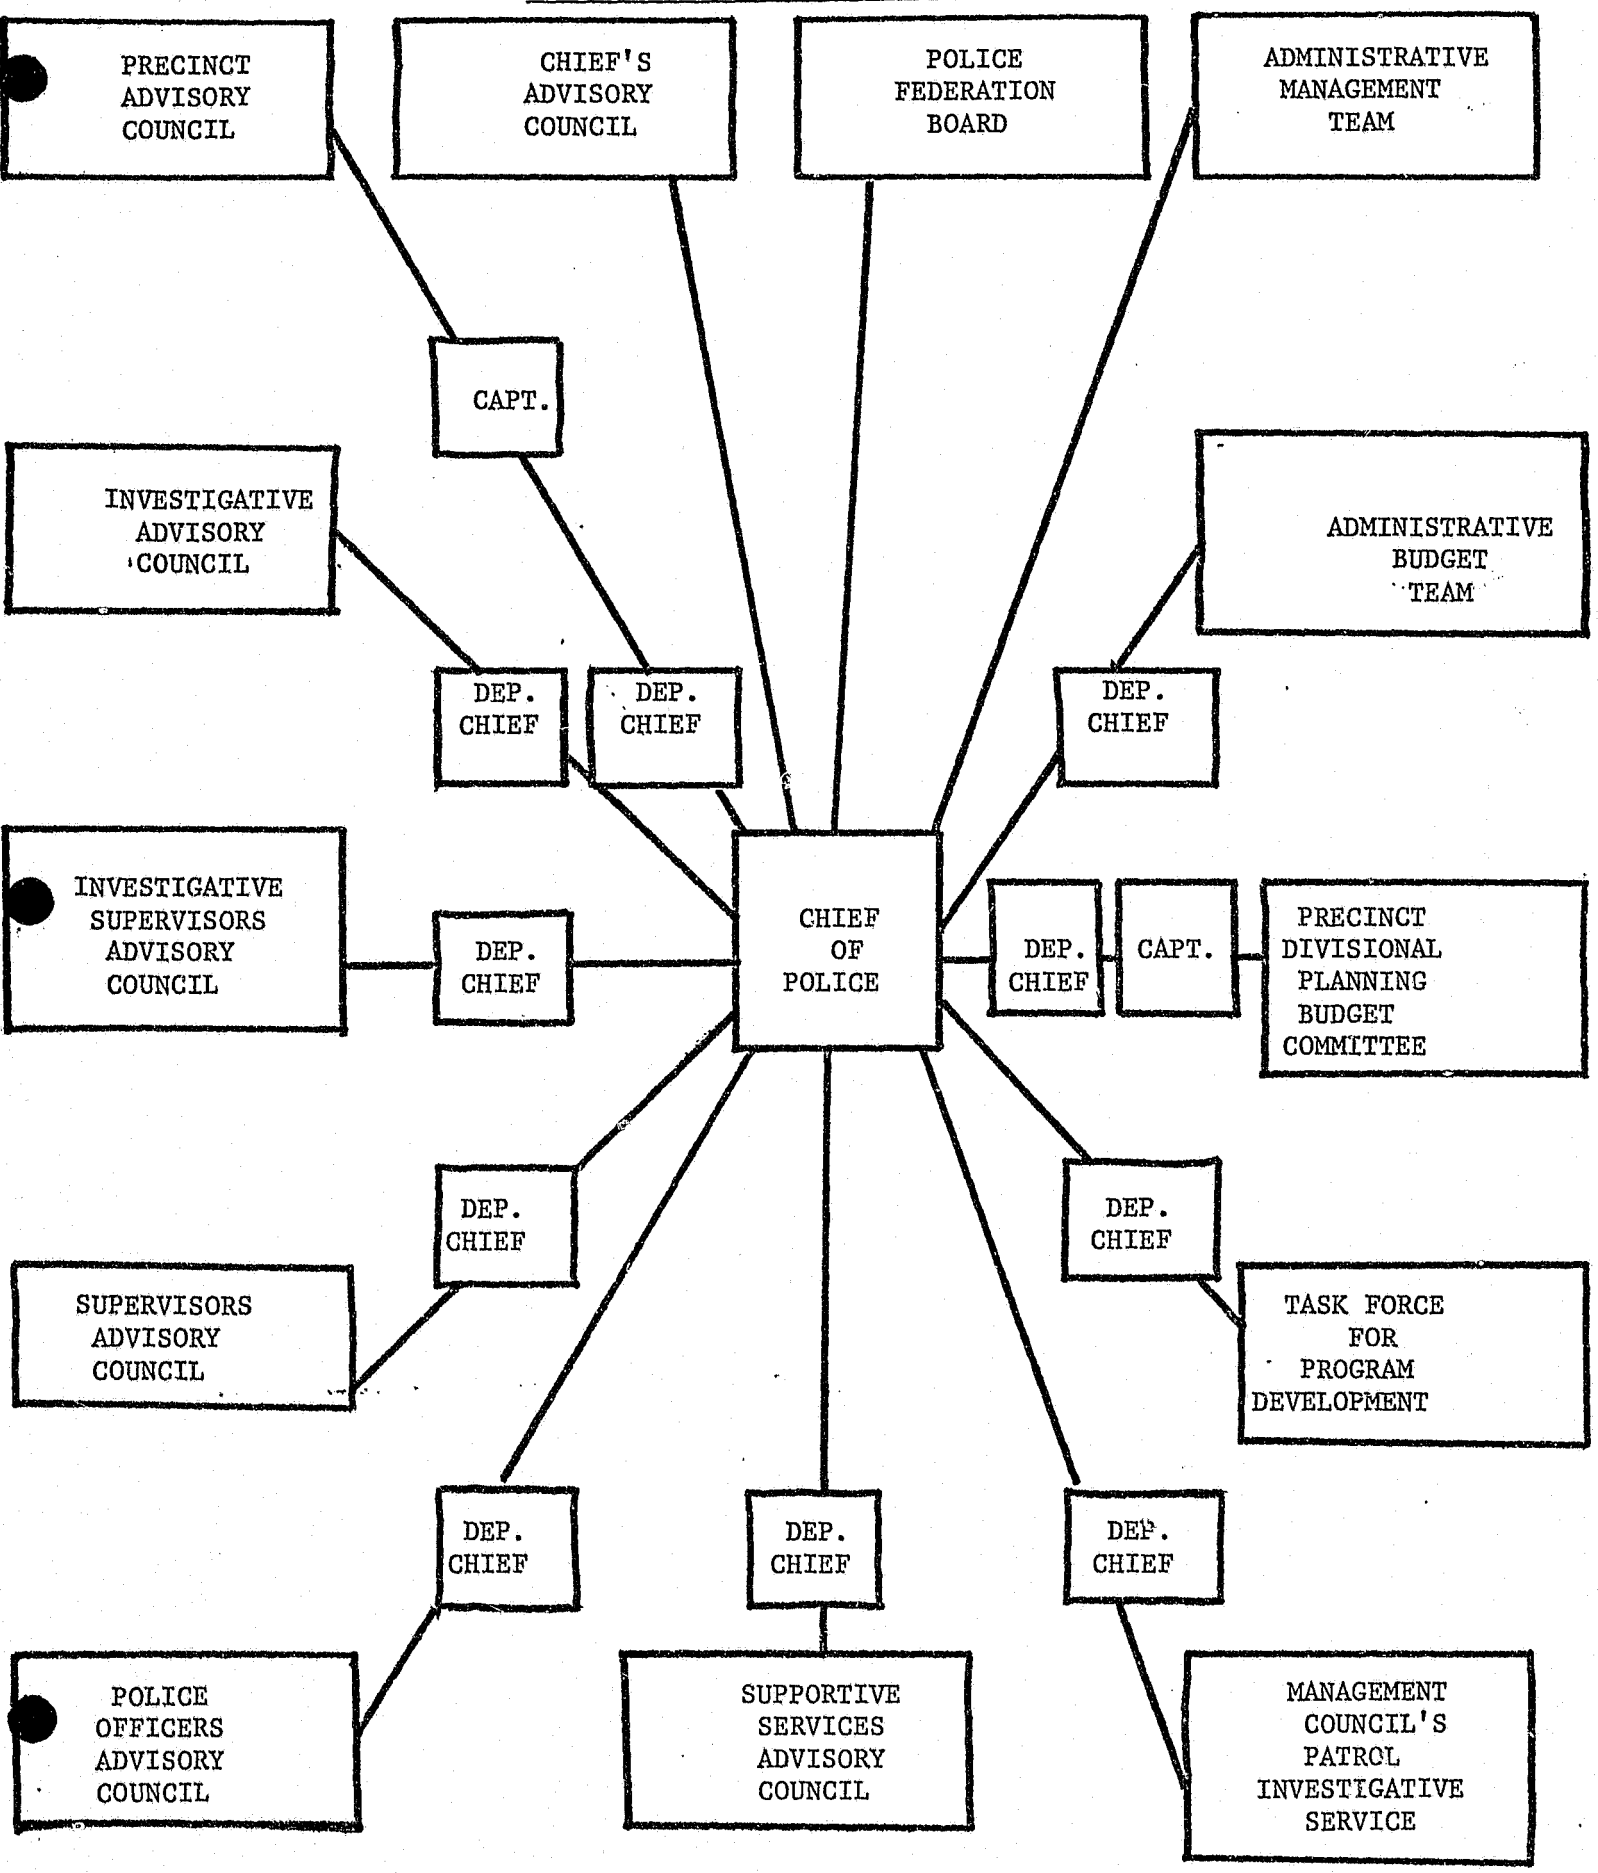 PRECINCT
ADVISORY
COUNCIL
CHIEF'S
ADVISORY
COUNCIL
POLICE
FEDERATION
BOARD
ADMINISTRATIVE
MANAGEMENT
TEAM
CAPT.
INVESTIGATIVE
ADVISORY
COUNCIL
ADMINISTRATIVE
BUDGET
TEAM
DEP.
CHIEF
DEP.
CHIEF
DEP.
CHIEF
INVESTIGATIVE
SUPERVISORS
ADVISORY
COUNCIL
DEP.
CHIEF
CHIEF
OF
POLICE
DEP.
CHIEF
CAPT.
PRECINCT
DIVISIONAL
PLANNING
BUDGET
COMMITTEE
DEP.
CHIEF
DEP.
CHIEF
SUPERVISORS
ADVISORY
COUNCIL
TASK FORCE
FOR
PROGRAM
DEVELOPMENT
DEP.
CHIEF
DEP.
CHIEF
DEP.
CHIEF
POLICE
OFFICERS
ADVISORY
COUNCIL
SUPPORTIVE
SERVICES
ADVISORY
COUNCIL
MANAGEMENT
COUNCIL'S
PATROL
INVESTIGATIVE
SERVICE